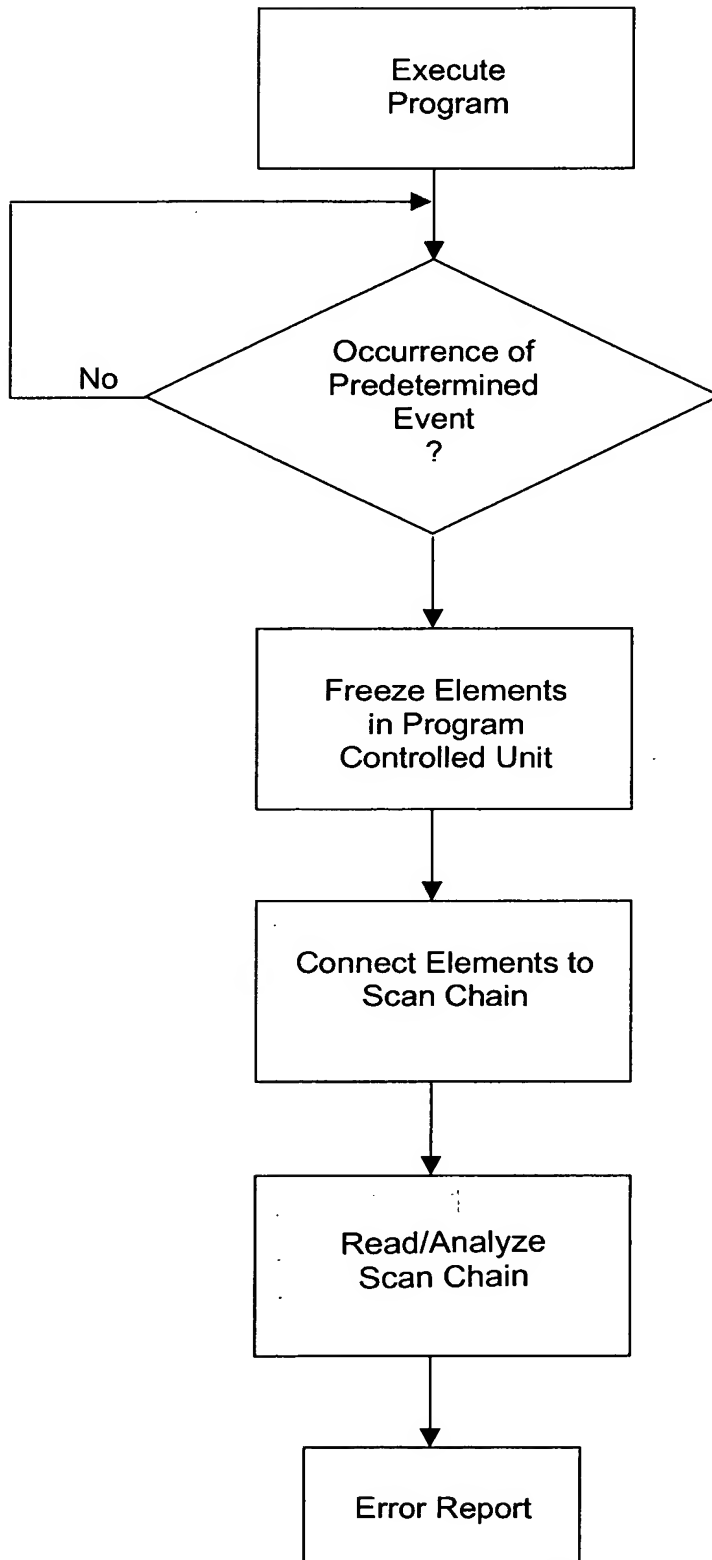 Execute
Program
Occurrence of
Predetermined
Event
?
No
Freeze Elements
in Program
Controlled Unit
Connect Elements to
Scan Chain
Read/Analyze
Scan Chain
Error Report